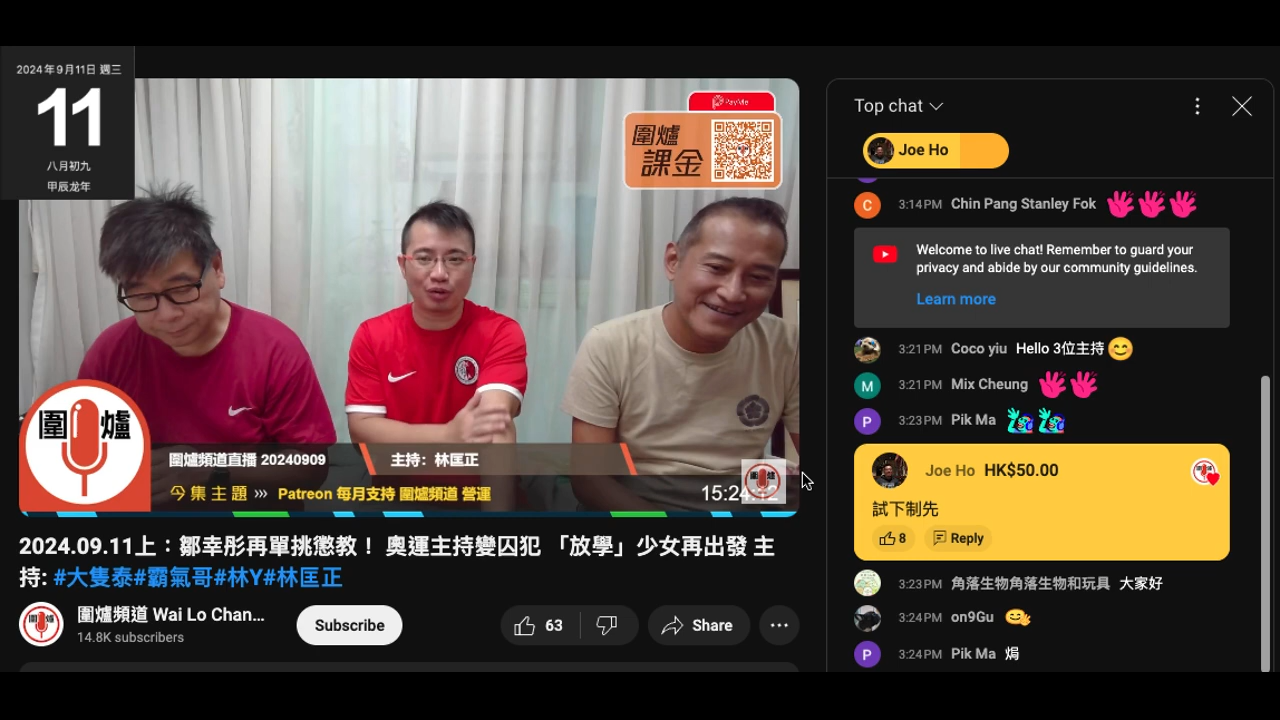 2024年9月11日 週三
11
八月初九
甲辰龙年
PayMe
圍爐
課金
圍爐
圍爐頻道直播 20240909
主持：林匡正
今集主題 ››› Patreon 每月支持 圍爐頻道 營運
2024.09.11上：鄒幸彤再單挑懲教！ 奧運主持變囚犯 「放學」少女再出發 主
持: #大隻泰#霸氣哥#林Y#林匡正
圍爐頻道 Wai Lo Chan...
14.8K subscribers
Subscribe
63
Share
Top chat
Joe Ho
3:14 PM Chin Pang Stanley Fok
Welcome to live chat! Remember to guard your
privacy and abide by our community guidelines.
Learn more
3:21 PM Coco yiu Hello 3位主持
M 3:21 PM Mix Cheung
P 3:23 PM Pik Ma
Joe Ho HK$50.00
試下制先
8 Reply
3:23 PM 角落生物角落生物和玩具 大家好
3:24 PM on9Gu
P 3:24 PM Pik Ma 焗